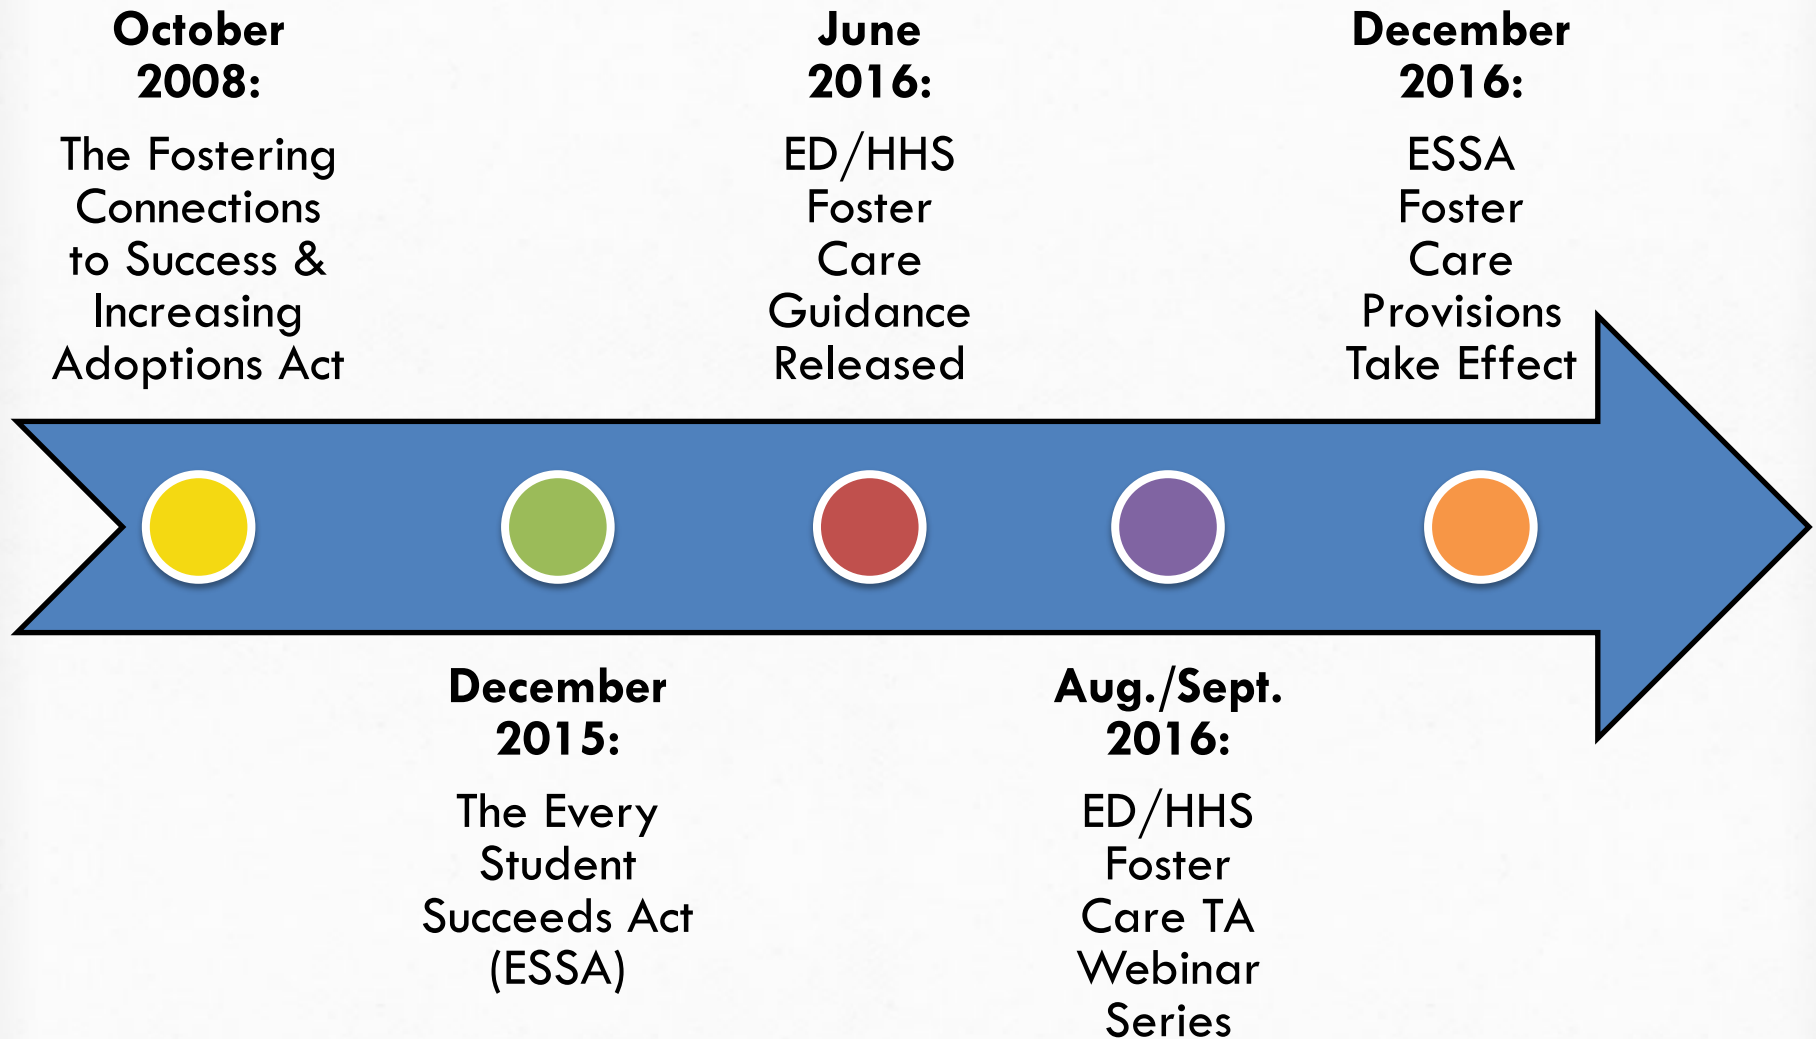 October
2008:
The Fostering
Connections
to Success &
Increasing
Adoptions Act
December
2015:
The Every
Student
Succeeds Act
(ESSA)
June
2016:
ED/HHS
Foster
Care
Guidance
Released
Aug./Sept.
2016:
ED/HHS
Foster
Care TA
Webinar
Series
December
2016:
ESSA
Foster
Care
Provisions
Take Effect